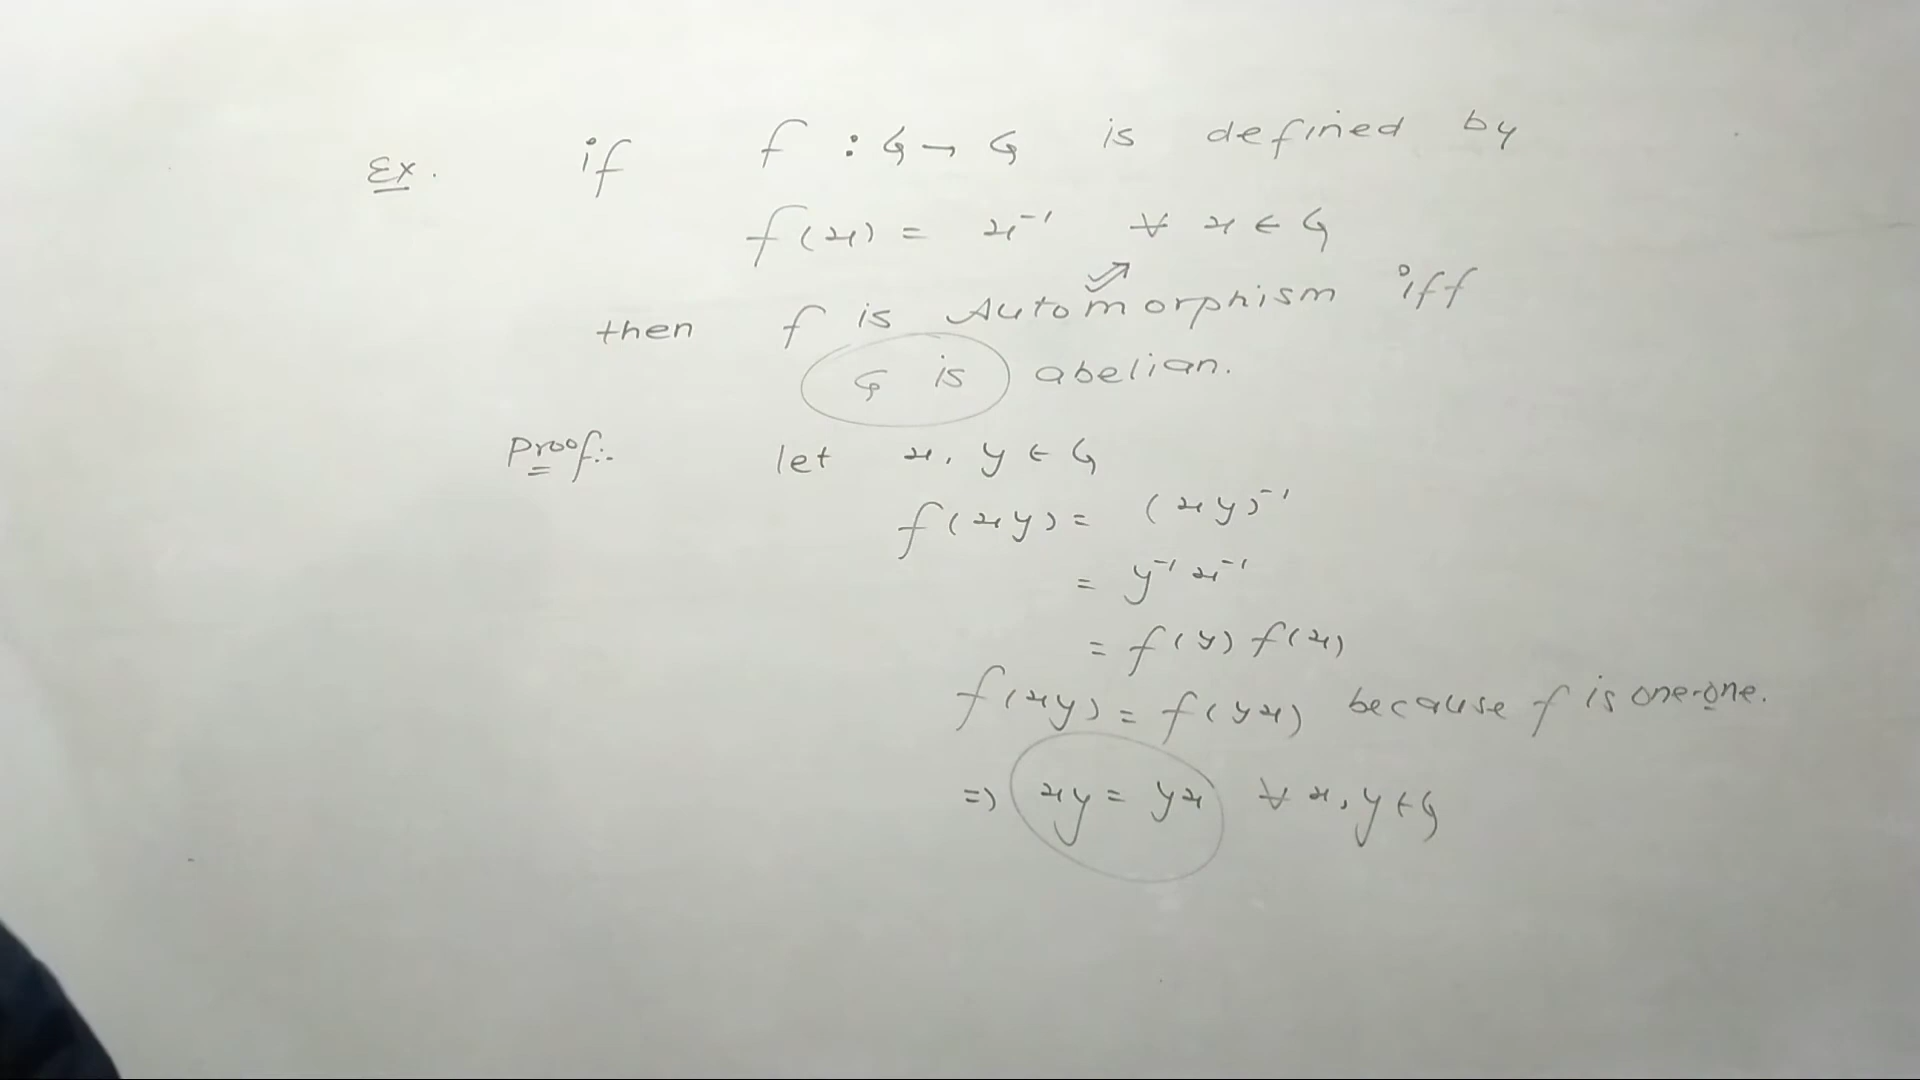 Ex. if f : G → G is defined by
f(x) = x⁻¹ ∀ x ∈ G
then f is Automorphism iff
G is abelian.
Proof:- let x, y ∈ G
f(xy) = (xy)⁻¹
= y⁻¹ x⁻¹
= f(y) f(x)
f(xy) = f(yx) because f is one-one.
=> xy = yx ∀ x, y ∈ G